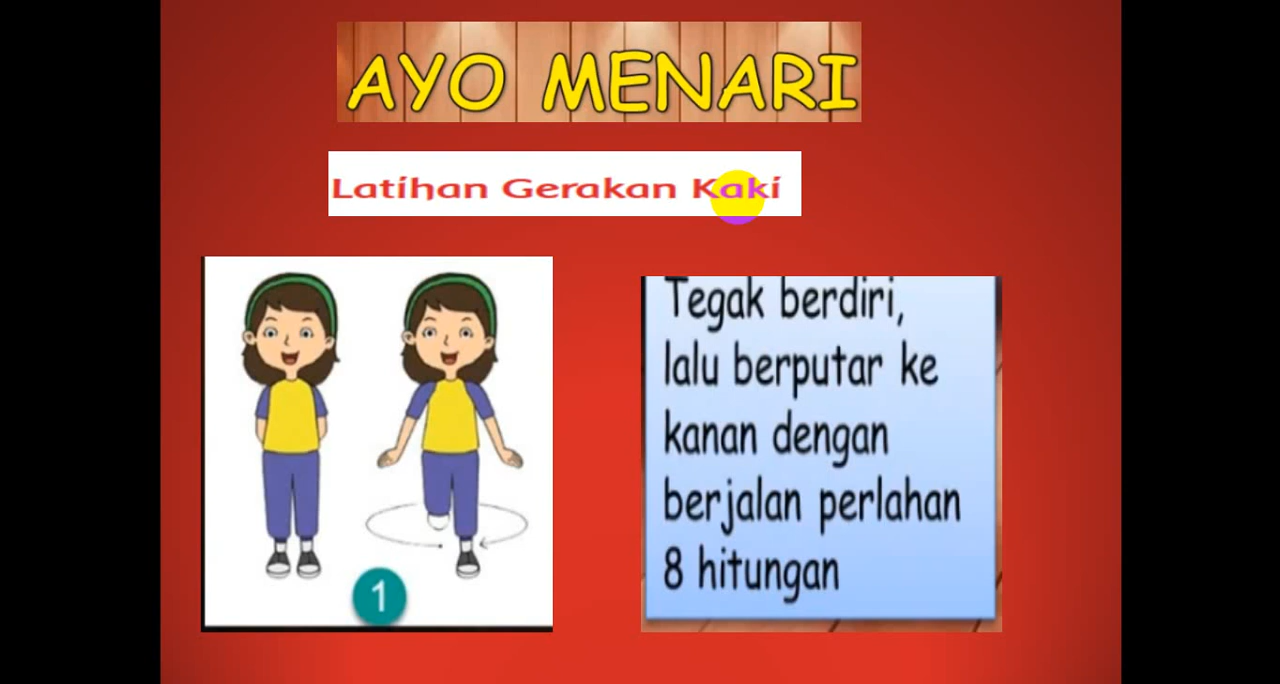 AYO MENARI
Latihan Gerakan Kaki
Tegak berdiri,
lalu berputar ke
kanan dengan
berjalan perlahan
8 hitungan
1